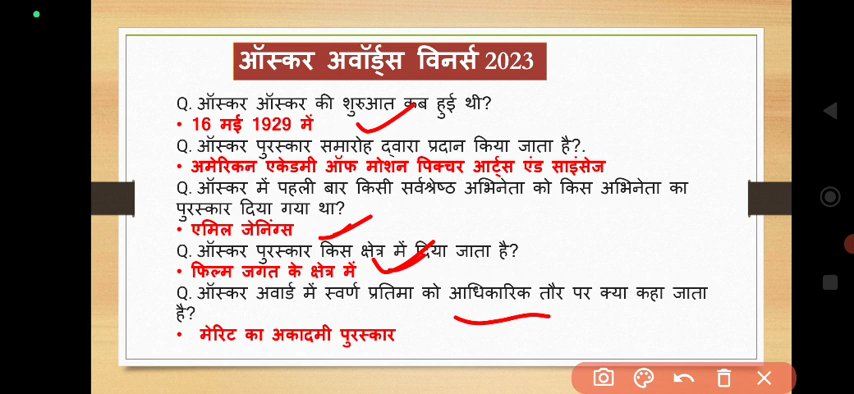 ऑस्कर अवॉर्ड्स विनर्स 2023
Q. ऑस्कर ऑस्कर की शुरुआत कब हुई थी?
• 16 मई 1929 में
Q. ऑस्कर पुरस्कार समारोह द्वारा प्रदान किया जाता है?.
• अमेरिकन एकेडमी ऑफ मोशन पिक्चर आर्ट्स एंड साइंसेज
Q. ऑस्कर में पहली बार किसी सर्वश्रेष्ठ अभिनेता को किस अभिनेता का
पुरस्कार दिया गया था?
• एमिल जेनिंग्स
Q. ऑस्कर पुरस्कार किस क्षेत्र में दिया जाता है?
• फिल्म जगत के क्षेत्र में
Q. ऑस्कर अवार्ड में स्वर्ण प्रतिमा को आधिकारिक तौर पर क्या कहा जाता
है?
• मेरिट का अकादमी पुरस्कार